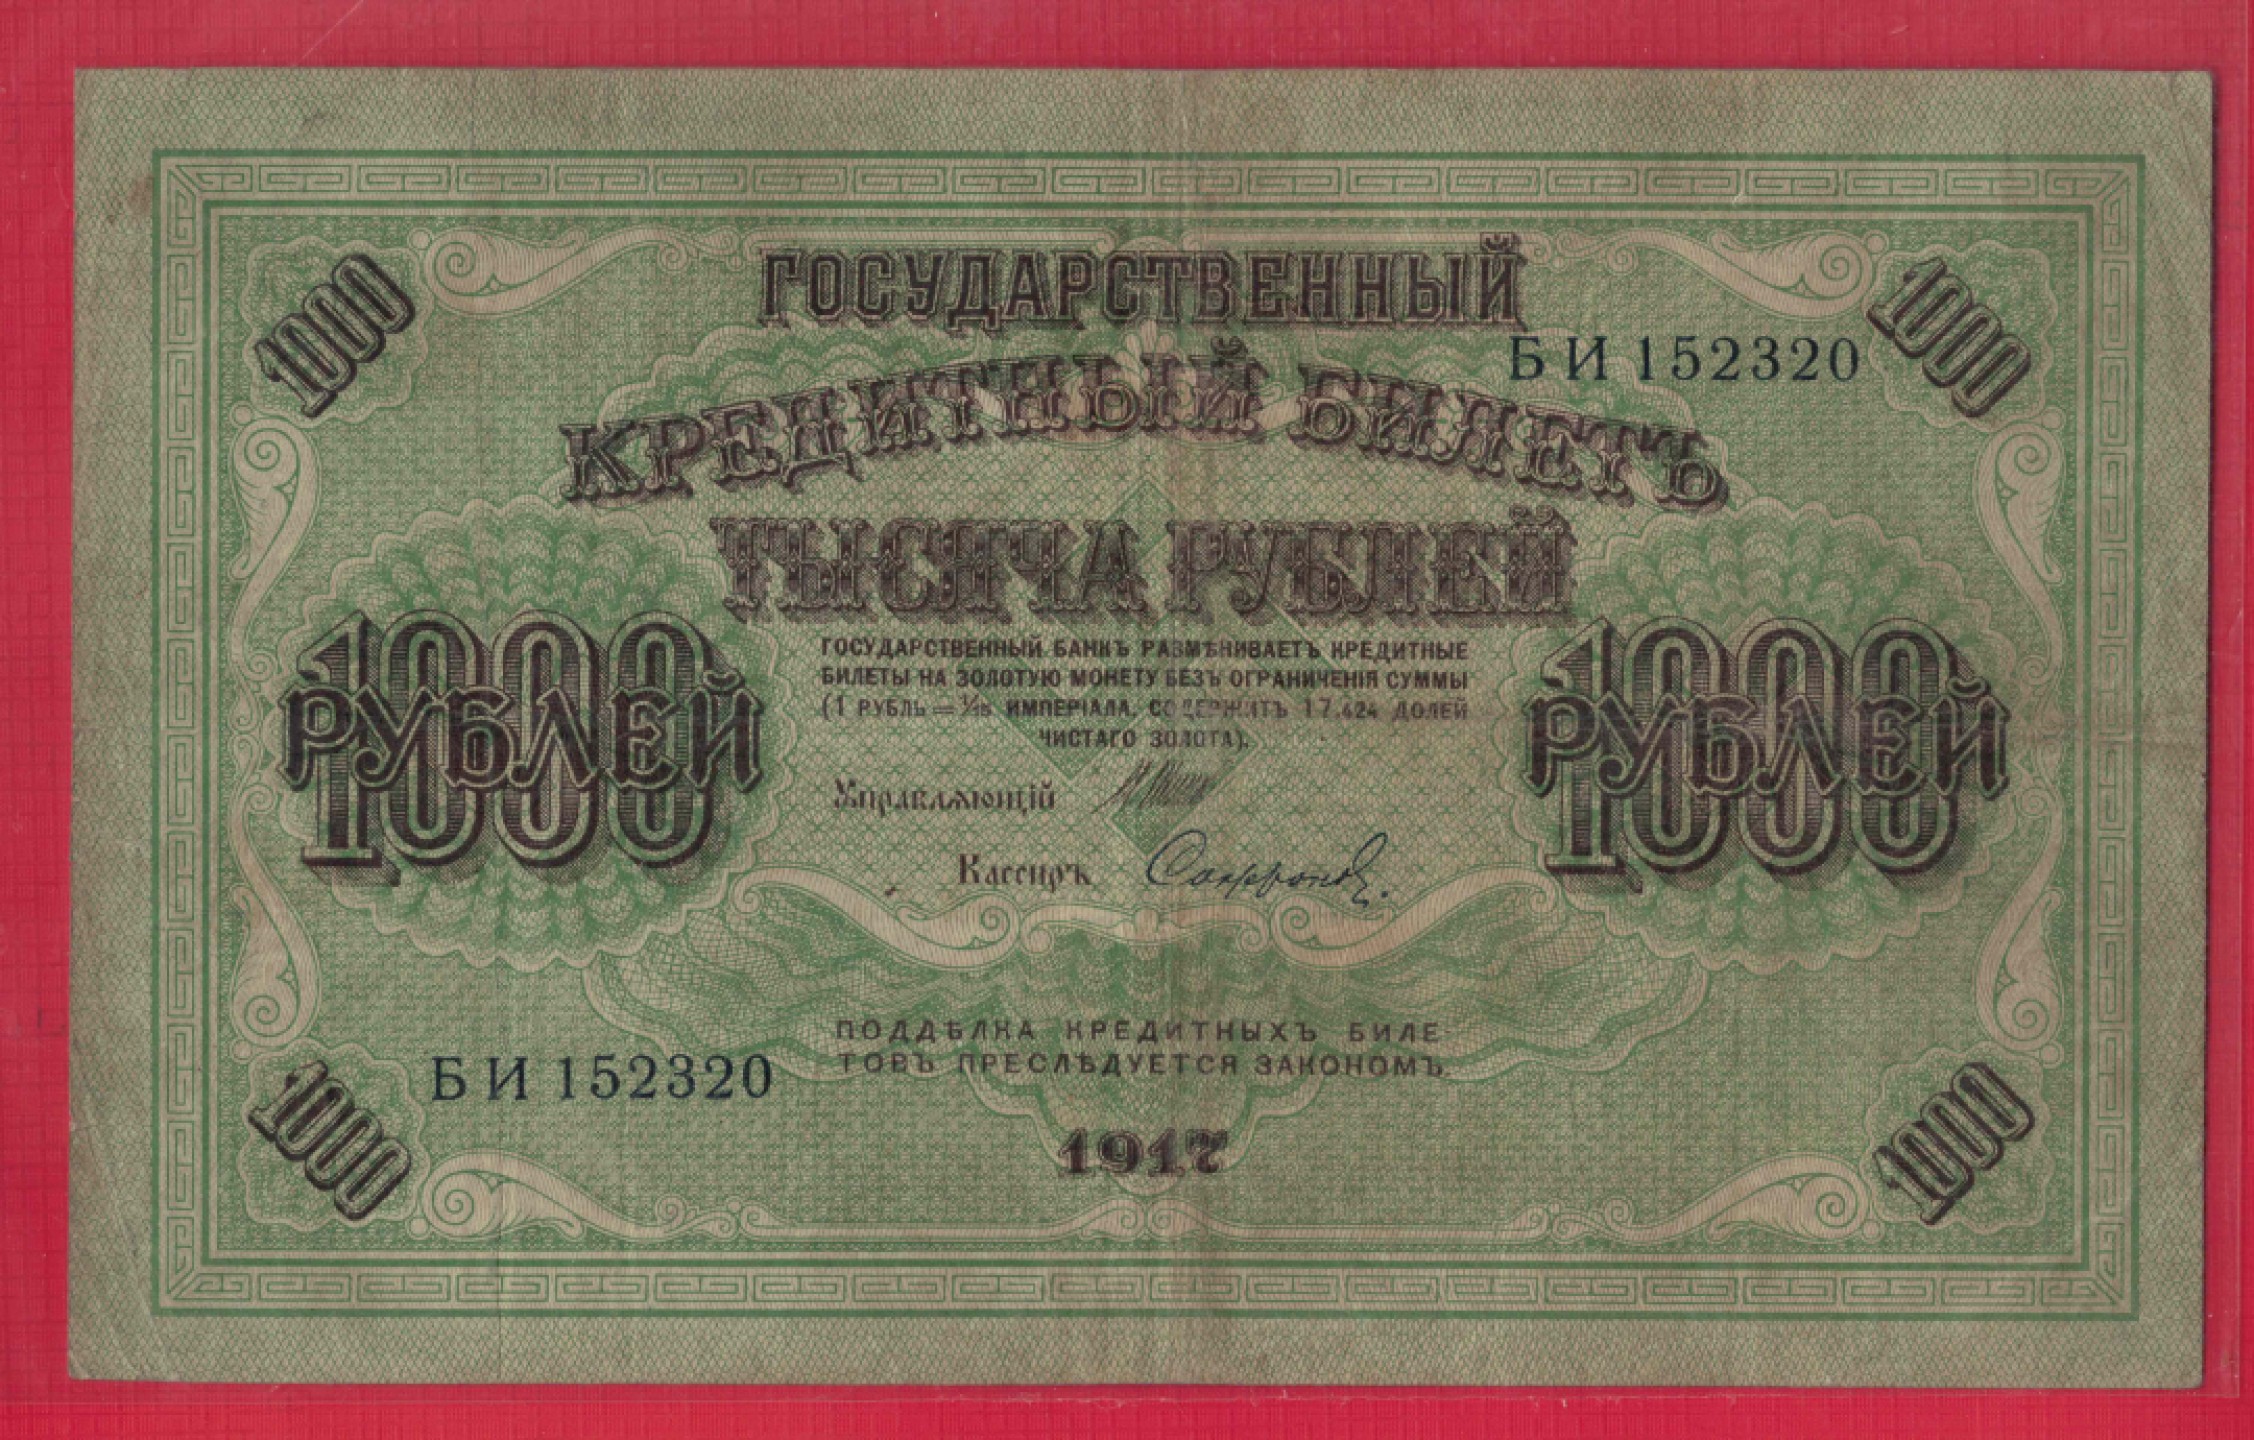 ГОСУДАРСТВЕННЫЙ
1000
1000
БИ 152320
КРЕДИТНЫЙ БИЛЕТЪ
ТЫСЯЧА РУБЛЕЙ
1000
РУБЛЕЙ
1000
РУБЛЕЙ
ГОСУДАРСТВЕННЫЙ БАНКЪ РАЗМѢНИВАЕТЪ КРЕДИТНЫЕ
БИЛЕТЫ НА ЗОЛОТУЮ МОНЕТУ БЕЗЪ ОГРАНИЧЕНІЯ СУММЫ
(1 РУБЛЬ = 1/15 ИМПЕРІАЛА, СОДЕРЖИТЪ 17,424 ДОЛЕЙ
ЧИСТАГО ЗОЛОТА).
Управляющій
Кассиръ Сафронов.
ПОДДѢЛКА КРЕДИТНЫХЪ БИЛЕ-
ТОВЪ ПРЕСЛѢДУЕТСЯ ЗАКОНОМЪ.
БИ 152320
1000
1000
1917